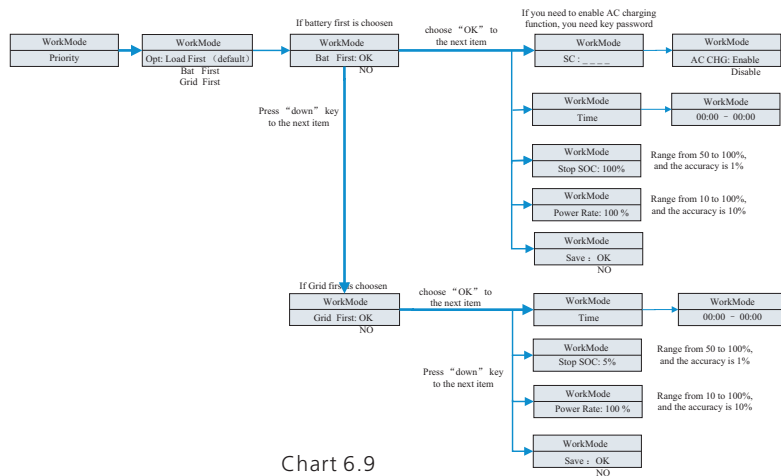 If battery first is choosen
If you need to enable AC charging
function, you need key password
choose “OK” to
the next item
WorkMode
Priority
WorkMode
Opt: Load First （default）
Bat First
Grid First
WorkMode
Bat First: OK
NO
WorkMode
SC : _ _ _ _
WorkMode
AC CHG: Enable
Disable
Press “down” key
to the next item
WorkMode
Time
WorkMode
00:00 - 00:00
WorkMode
Stop SOC: 100%
Range from 50 to 100%,
and the accuracy is 1%
WorkMode
Power Rate: 100 %
Range from 10 to 100%,
and the accuracy is 10%
WorkMode
Save： OK
NO
If Grid first is choosen
choose “OK” to
the next item
WorkMode
Grid First: OK
NO
WorkMode
Time
WorkMode
00:00 - 00:00
WorkMode
Stop SOC: 5%
Range from 50 to 100%,
and the accuracy is 1%
Press “down” key
to the next item
WorkMode
Power Rate: 100 %
Range from 10 to 100%,
and the accuracy is 10%
WorkMode
Save： OK
NO
Chart 6.9